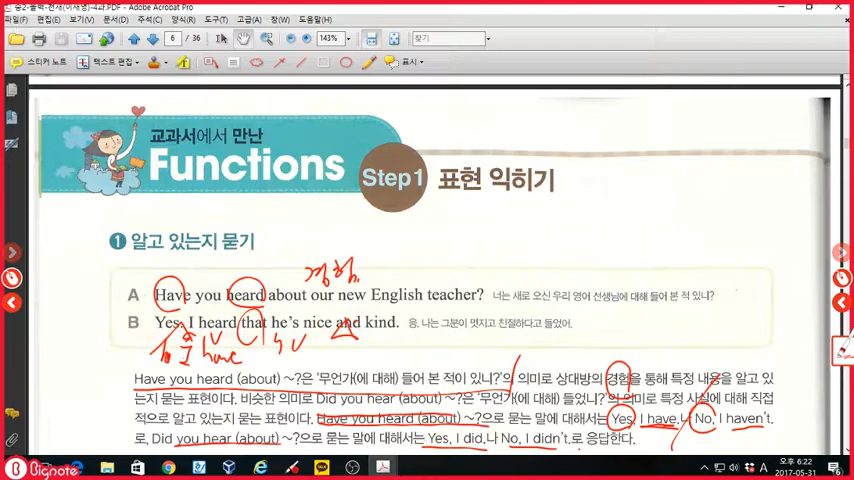 중2-블랙-천재(이재영)-4과.PDF - Adobe Acrobat Pro
파일(F) 편집(E) 보기(V) 문서(D) 주석(C) 양식(R) 도구(T) 고급(A) 창(W) 도움말(H)
6 / 36 143% 찾기
스티커 노트 텍스트 편집 표시
교과서에서 만난
Functions
Step1 표현 익히기
1 알고 있는지 묻기
경험
A Have you heard about our new English teacher? 너는 새로 오신 우리 영어 선생님에 대해 들어 본 적 있니?
B Yes, I heard that he's nice and kind. 응. 나는 그분이 멋지고 친절하다고 들었어.
I have
Have you heard (about) ~?은 '무언가(에 대해) 들어 본 적이 있니?'의 의미로 상대방의 경험을 통해 특정 내용을 알고 있
는지 묻는 표현이다. 비슷한 의미로 Did you hear (about) ~?은 '무언가(에 대해) 들었니?'의 의미로 특정 사실에 대해 직접
적으로 알고 있는지 묻는 표현이다. Have you heard (about) ~?으로 묻는 말에 대해서는 Yes, I have.나 No, I haven't.
로, Did you hear (about) ~?으로 묻는 말에 대해서는 Yes, I did.나 No, I didn't.로 응답한다.
Bignote
A 오후 6:22
2017-05-31